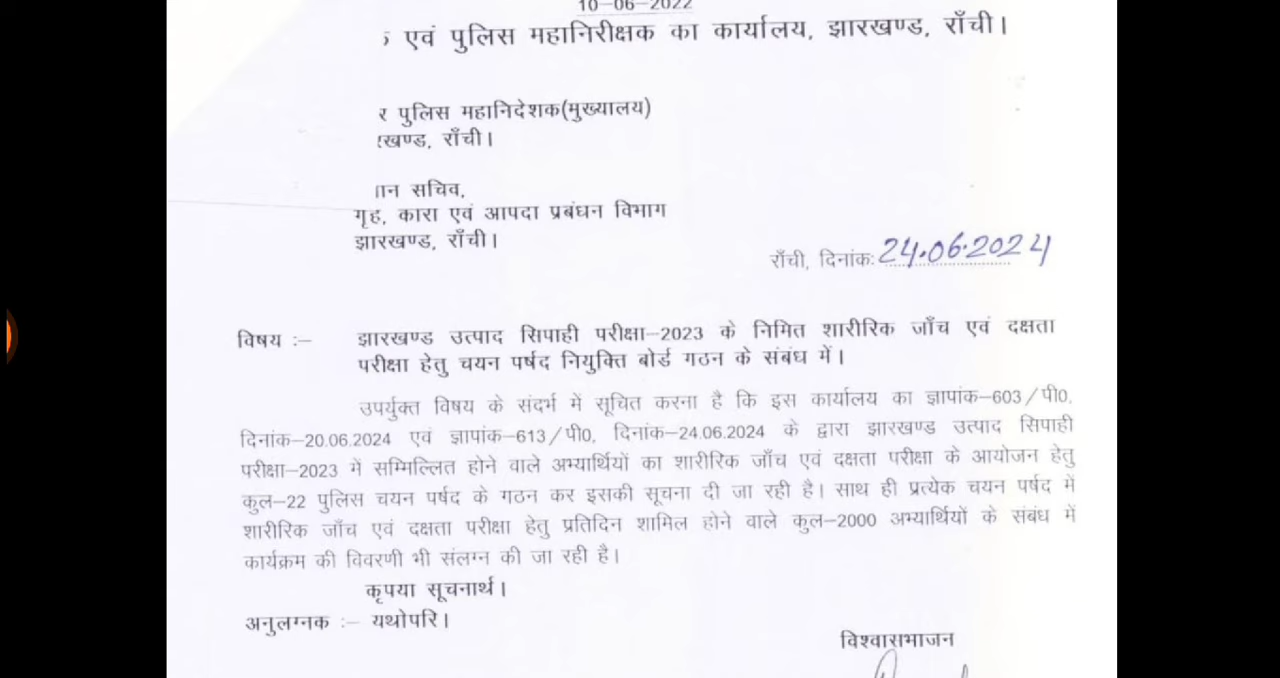 10-06-2022
एवं पुलिस महानिरीक्षक का कार्यालय, झारखण्ड, राँची।
र पुलिस महानिदेशक(मुख्यालय)
रखण्ड, राँची।
ान सचिव,
गृह, कारा एवं आपदा प्रबंधन विभाग
झारखण्ड, राँची।
राँची, दिनांक: 24.06.2024
विषय :– झारखण्ड उत्पाद सिपाही परीक्षा–2023 के निमित शारीरिक जाँच एवं दक्षता
परीक्षा हेतु चयन पर्षद नियुक्ति बोर्ड गठन के संबंध में।
उपर्युक्त विषय के संदर्भ में सूचित करना है कि इस कार्यालय का ज्ञापांक–603/पी0,
दिनांक–20.06.2024 एवं ज्ञापांक–613/पी0, दिनांक–24.06.2024 के द्वारा झारखण्ड उत्पाद सिपाही
परीक्षा–2023 में सम्मिल्लित होने वाले अभ्यार्थियों का शारीरिक जाँच एवं दक्षता परीक्षा के आयोजन हेतु
कुल–22 पुलिस चयन पर्षद के गठन कर इसकी सूचना दी जा रही है। साथ ही प्रत्येक चयन पर्षद में
शारीरिक जाँच एवं दक्षता परीक्षा हेतु प्रतिदिन शामिल होने वाले कुल–2000 अभ्यार्थियों के संबंध में
कार्यक्रम की विवरणी भी संलग्न की जा रही है।
कृपया सूचनार्थ।
अनुलग्नक :– यथोपरि।
विश्वासभाजन